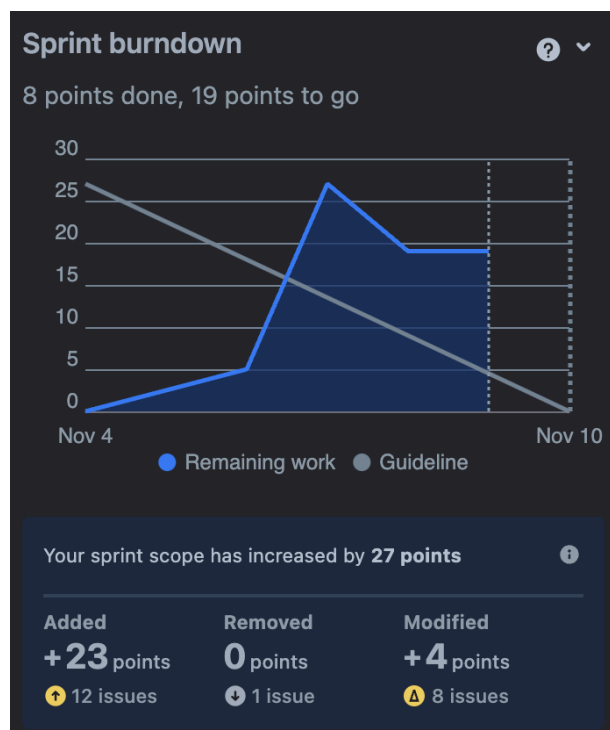 Sprint burndown
?
8 points done, 19 points to go
30
25
20
15
10
5
0
Nov 4
Nov 10
Remaining work
Guideline
Your sprint scope has increased by 27 points
i
Added
Removed
Modified
+23 points
0 points
+4 points
12 issues
1 issue
8 issues